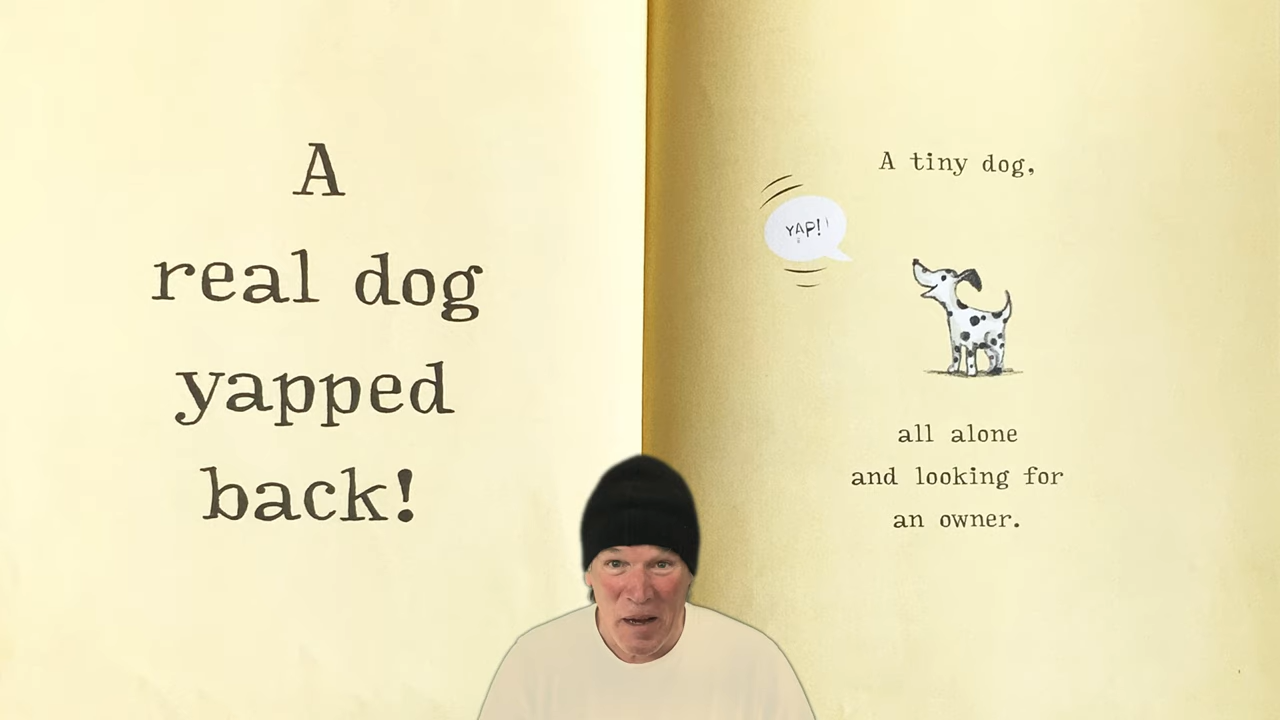 A
real dog
yapped
back!
A tiny dog,
YAP!
all alone
and looking for
an owner.